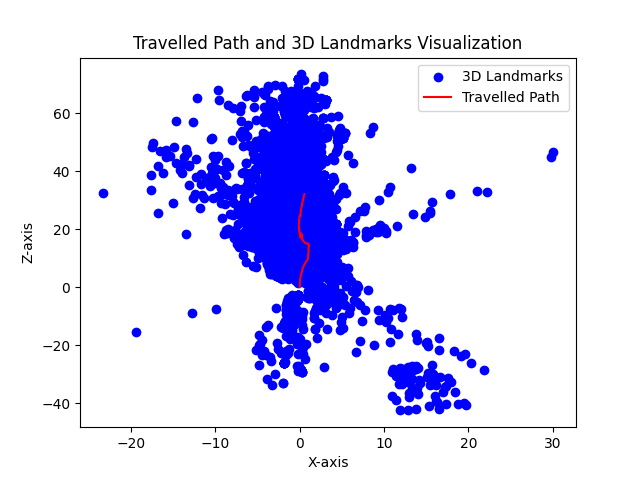 Travelled Path and 3D Landmarks Visualization
3D Landmarks
Travelled Path
60
40
20
0
−20
−40
Z-axis
−20
−10
0
10
20
30
X-axis